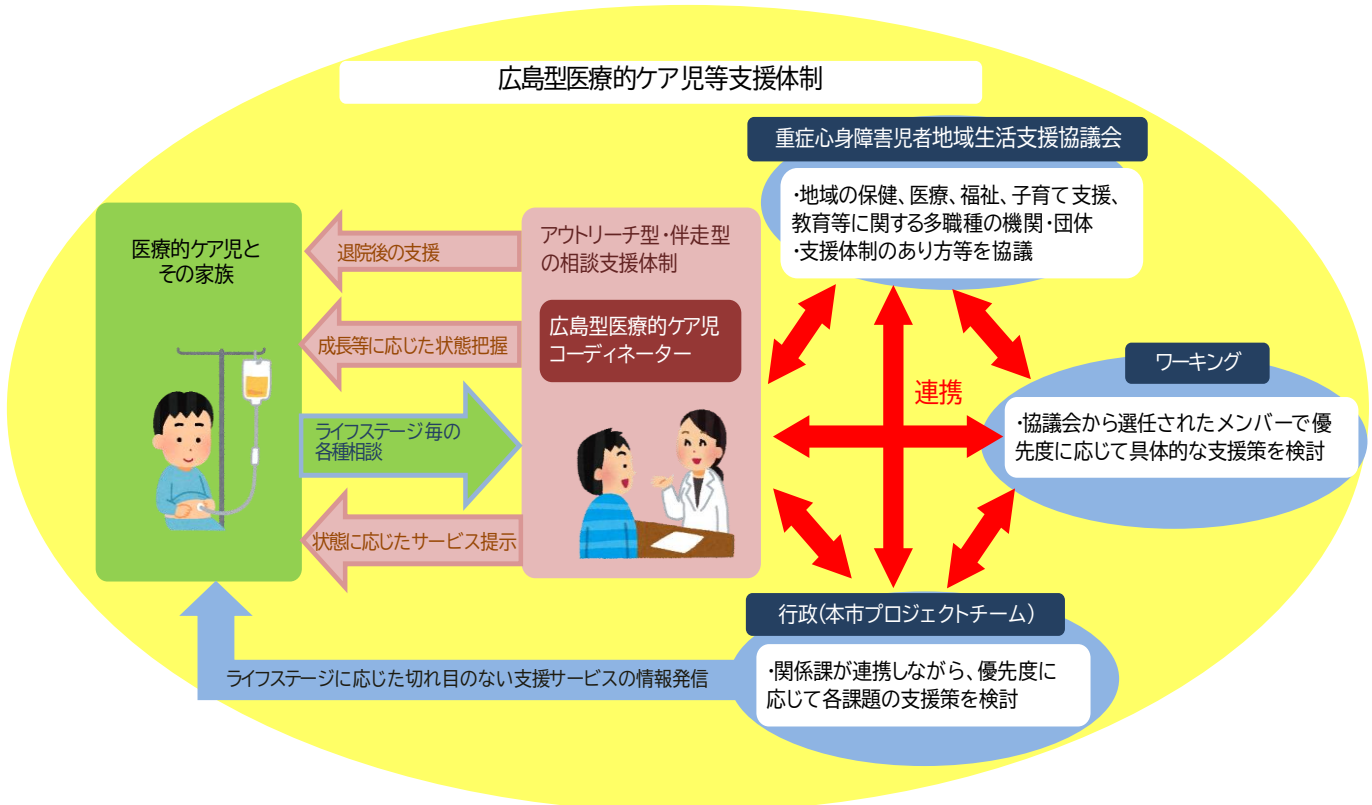 広島型医療的ケア児等支援体制
重症心身障害児者地域生活支援協議会
・地域の保健、医療、福祉、子育て支援、
教育等に関する多職種の機関・団体
・支援体制のあり方等を協議
医療的ケア児と
その家族
退院後の支援
成長等に応じた状態把握
ライフステージ毎の
各種相談
状態に応じたサービス提示
アウトリーチ型・伴走型
の相談支援体制
広島型医療的ケア児
コーディネーター
連携
ワーキング
・協議会から選任されたメンバーで優
先度に応じて具体的な支援策を検討
行政(本市プロジェクトチーム)
・関係課が連携しながら、優先度に
応じて各課題の支援策を検討
ライフステージに応じた切れ目のない支援サービスの情報発信